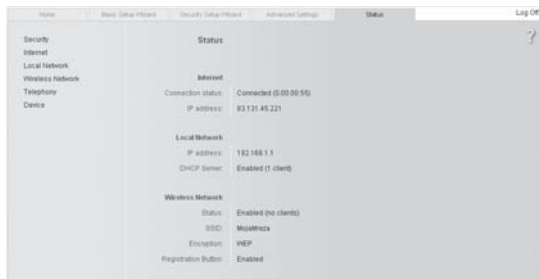 Home Basic Setup Wizard Security Setup Wizard Advanced Settings Status Log Off
?
Security
Internet
Local Network
Wireless Network
Telephony
Device
Status
Internet
Connection status: Connected (0:00:00:55)
IP address: 83.131.45.221
Local Network
IP address: 192.168.1.1
DHCP Server: Enabled (1 client)
Wireless Network
Status: Enabled (no clients)
SSID: MojaMreza
Encryption: WEP
Registration Button: Enabled